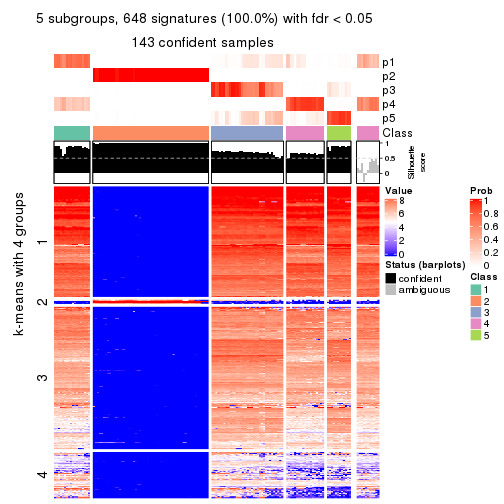 5 subgroups, 648 signatures (100.0%) with fdr < 0.05
143 confident samples
p1
p2
p3
p4
p5
Class
1
0.5
0
Silhouette
score
k-means with 4 groups
1
2
3
4
Value
8
6
4
2
0
Status (barplots)
confident
ambiguous
Prob
1
0.8
0.6
0.4
0.2
0
Class
1
2
3
4
5